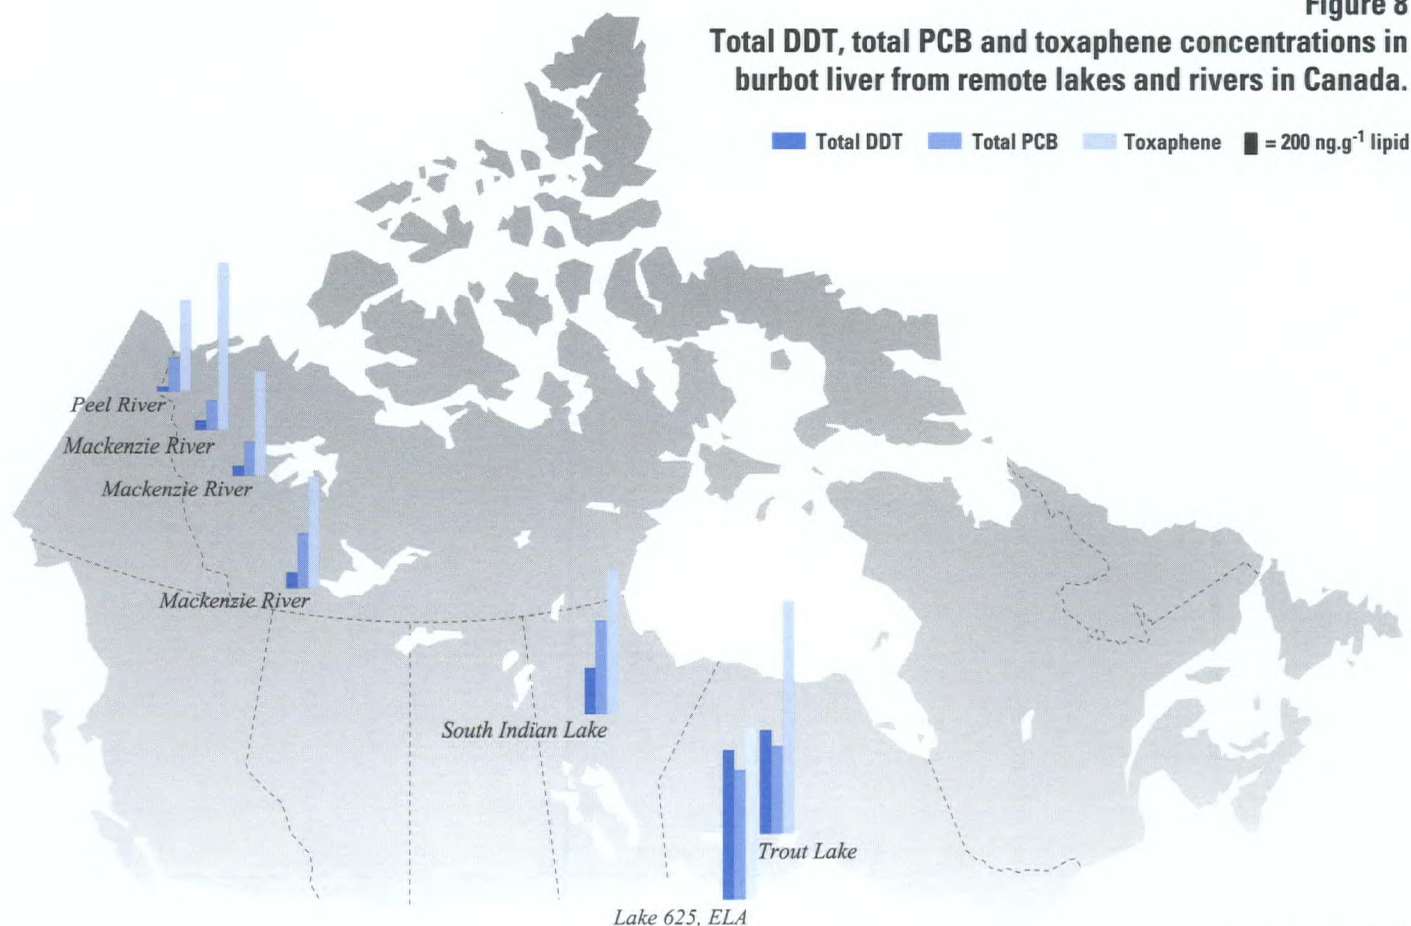 Figure 8
Total DDT, total PCB and toxaphene concentrations in
burbot liver from remote lakes and rivers in Canada.
Total DDT Total PCB Toxaphene = 200 ng.g⁻¹ lipid
Peel River
Mackenzie River
Mackenzie River
Mackenzie River
South Indian Lake
Trout Lake
Lake 625, ELA